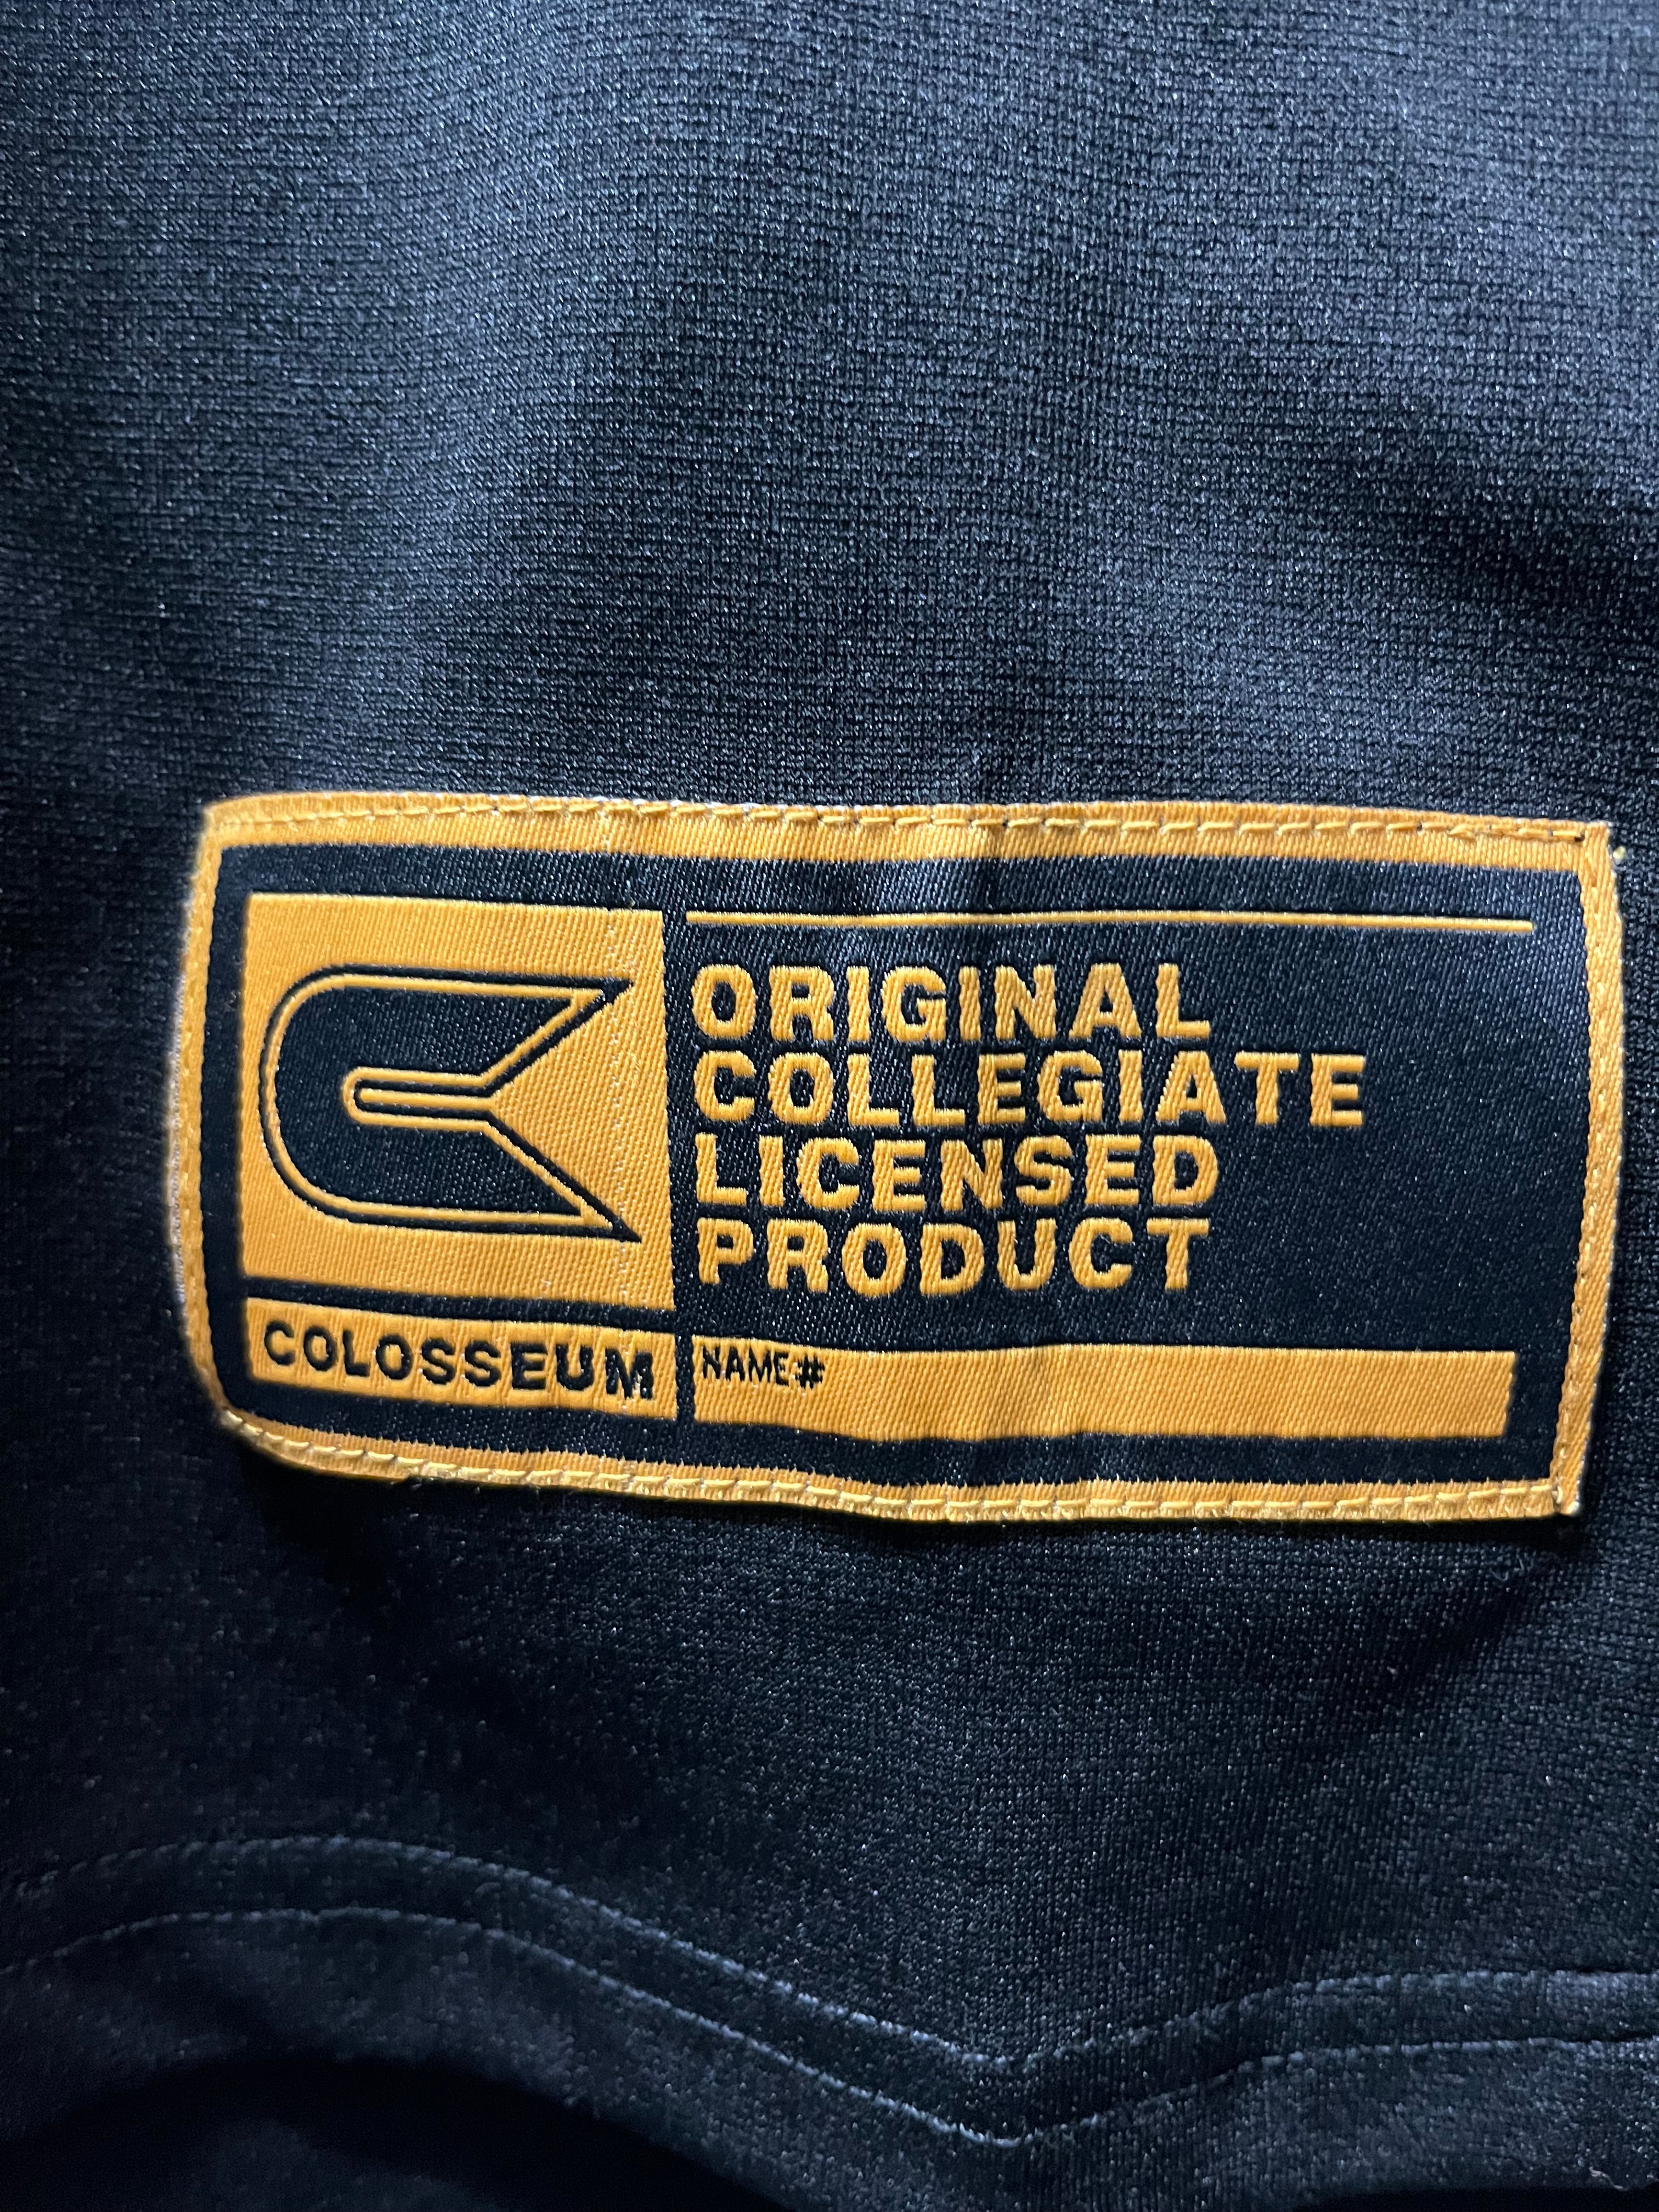 ORIGINAL
COLLEGIATE
LICENSED
PRODUCT
COLOSSEUM
NAME#